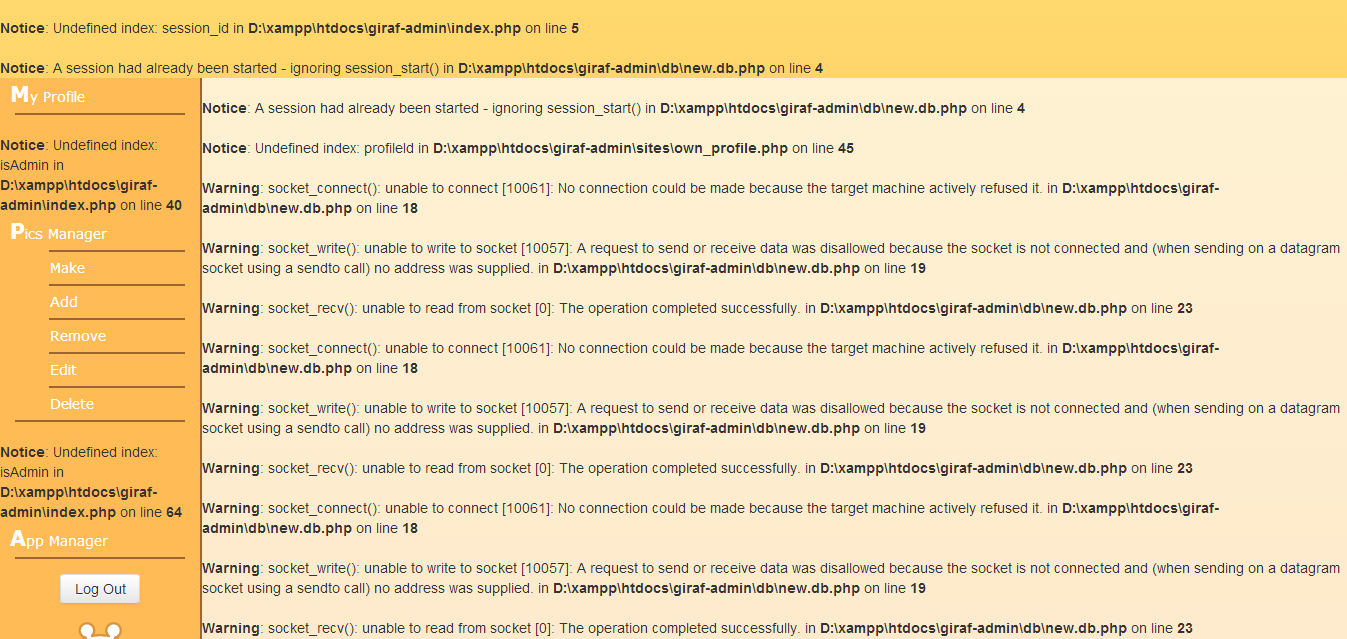 Notice: Undefined index: session_id in D:\xampp\htdocs\giraf-admin\index.php on line 5
Notice: A session had already been started - ignoring session_start() in D:\xampp\htdocs\giraf-admin\db\new.db.php on line 4
My Profile
Notice: Undefined index:
isAdmin in
D:\xampp\htdocs\giraf-
admin\index.php on line 40
Pics Manager
Make
Add
Remove
Edit
Delete
Notice: Undefined index:
isAdmin in
D:\xampp\htdocs\giraf-
admin\index.php on line 64
App Manager
Log Out
Notice: A session had already been started - ignoring session_start() in D:\xampp\htdocs\giraf-admin\db\new.db.php on line 4
Notice: Undefined index: profileId in D:\xampp\htdocs\giraf-admin\sites\own_profile.php on line 45
Warning: socket_connect(): unable to connect [10061]: No connection could be made because the target machine actively refused it. in D:\xampp\htdocs\giraf-
admin\db\new.db.php on line 18
Warning: socket_write(): unable to write to socket [10057]: A request to send or receive data was disallowed because the socket is not connected and (when sending on a datagram
socket using a sendto call) no address was supplied. in D:\xampp\htdocs\giraf-admin\db\new.db.php on line 19
Warning: socket_recv(): unable to read from socket [0]: The operation completed successfully. in D:\xampp\htdocs\giraf-admin\db\new.db.php on line 23
Warning: socket_connect(): unable to connect [10061]: No connection could be made because the target machine actively refused it. in D:\xampp\htdocs\giraf-
admin\db\new.db.php on line 18
Warning: socket_write(): unable to write to socket [10057]: A request to send or receive data was disallowed because the socket is not connected and (when sending on a datagram
socket using a sendto call) no address was supplied. in D:\xampp\htdocs\giraf-admin\db\new.db.php on line 19
Warning: socket_recv(): unable to read from socket [0]: The operation completed successfully. in D:\xampp\htdocs\giraf-admin\db\new.db.php on line 23
Warning: socket_connect(): unable to connect [10061]: No connection could be made because the target machine actively refused it. in D:\xampp\htdocs\giraf-
admin\db\new.db.php on line 18
Warning: socket_write(): unable to write to socket [10057]: A request to send or receive data was disallowed because the socket is not connected and (when sending on a datagram
socket using a sendto call) no address was supplied. in D:\xampp\htdocs\giraf-admin\db\new.db.php on line 19
Warning: socket_recv(): unable to read from socket [0]: The operation completed successfully. in D:\xampp\htdocs\giraf-admin\db\new.db.php on line 23